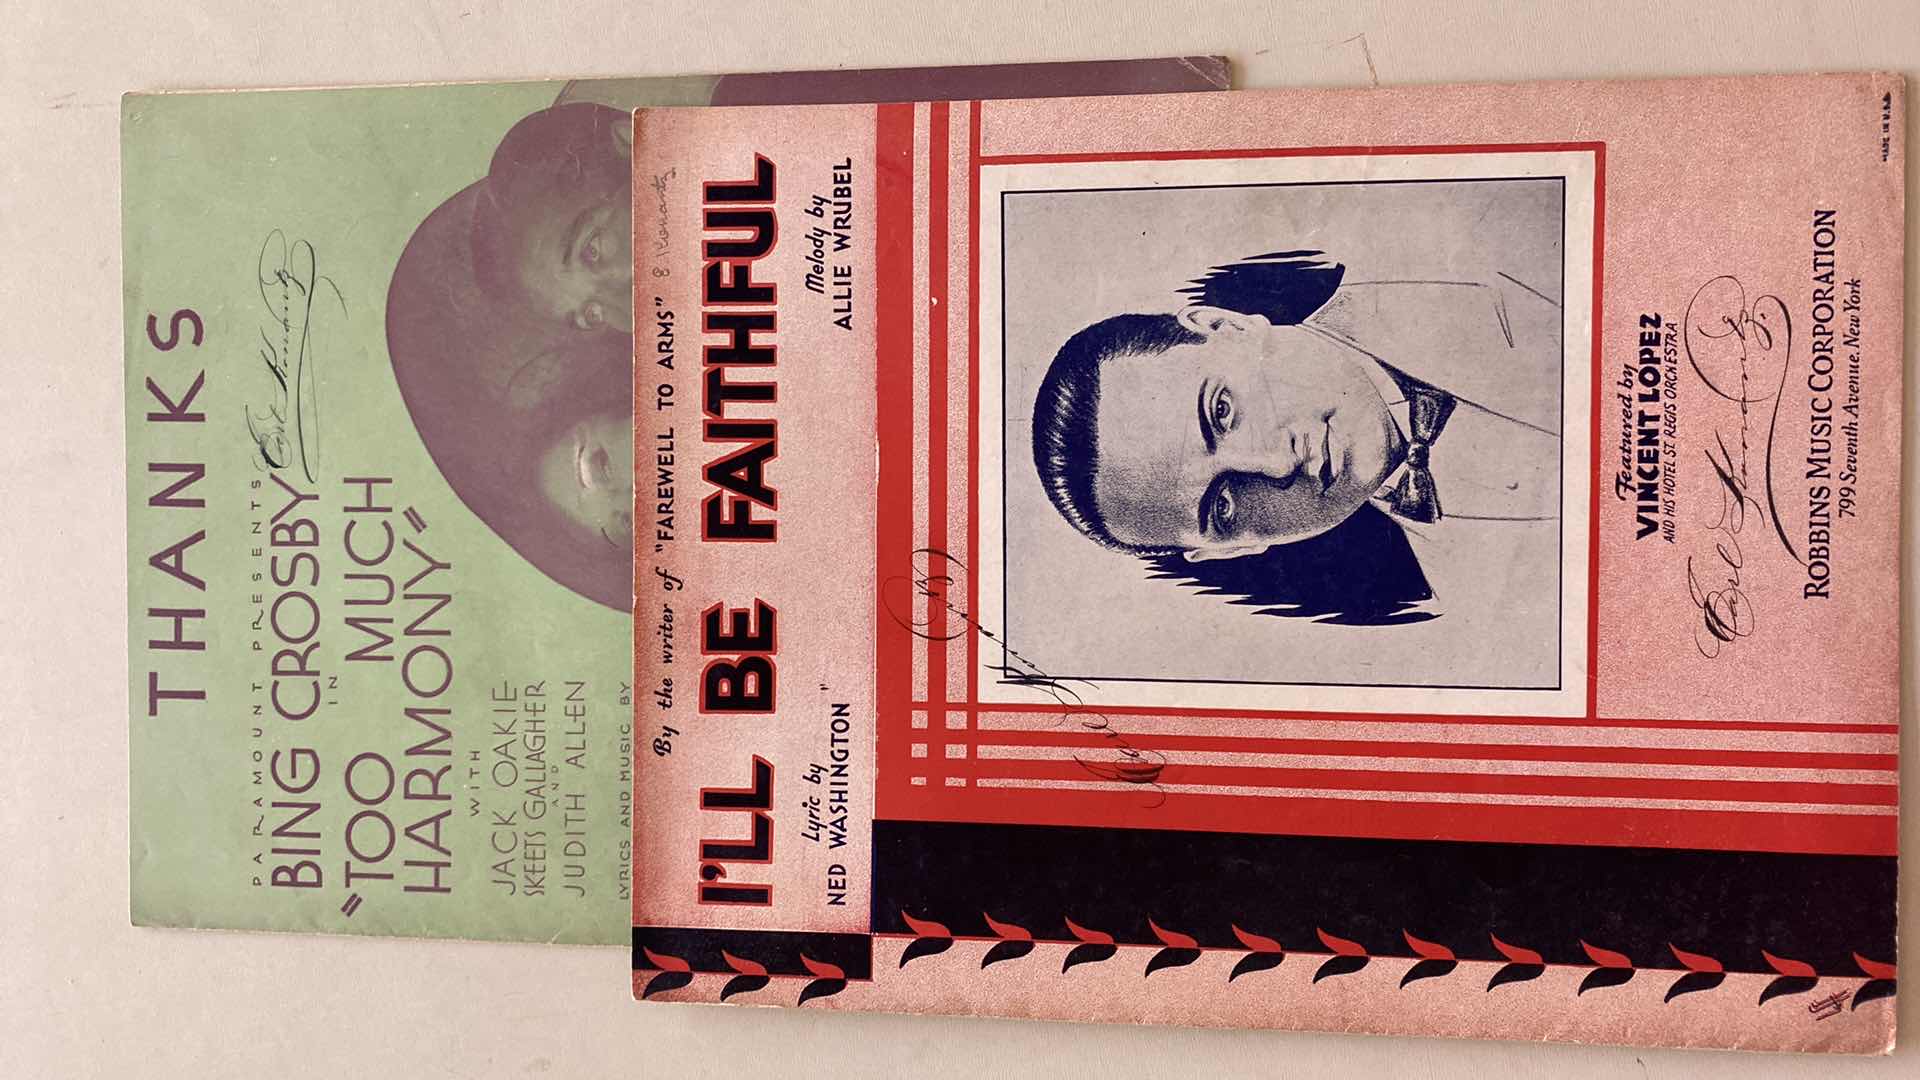 THANKS
PARAMOUNT PRESENTS
BING CROSBY
IN
"TOO MUCH
HARMONY"
WITH
JACK OAKIE
SKEETS GALLAGHER
AND
JUDITH ALLEN
LYRICS AND MUSIC BY
By the writer of "FAREWELL TO ARMS"
I'LL BE FAITHFUL
Lyric by
NED WASHINGTON
Melody by
ALLIE WRUBEL
Featured by
VINCENT LOPEZ
AND HIS HOTEL ST. REGIS ORCHESTRA
Earl
ROBBINS MUSIC CORPORATION
799 Seventh Avenue. New York
MADE IN U.S.A.